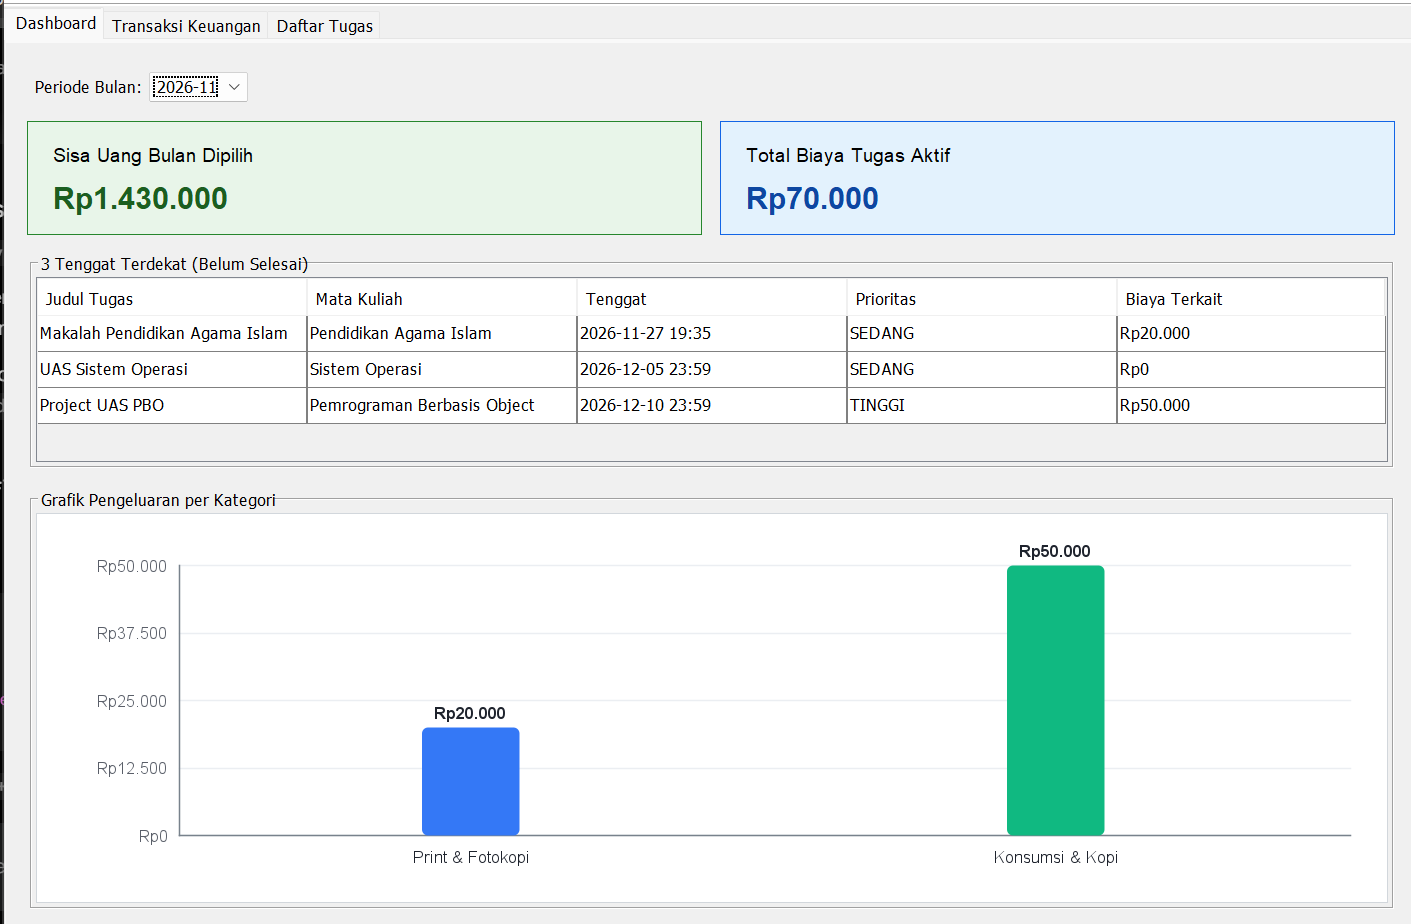 Dashboard Transaksi Keuangan Daftar Tugas
Periode Bulan: 2026-11
Sisa Uang Bulan Dipilih
Rp1.430.000
Total Biaya Tugas Aktif
Rp70.000
3 Tenggat Terdekat (Belum Selesai)
Judul Tugas Mata Kuliah Tenggat Prioritas Biaya Terkait
Makalah Pendidikan Agama Islam Pendidikan Agama Islam 2026-11-27 19:35 SEDANG Rp20.000
UAS Sistem Operasi Sistem Operasi 2026-12-05 23:59 SEDANG Rp0
Project UAS PBO Pemrograman Berbasis Object 2026-12-10 23:59 TINGGI Rp50.000
Grafik Pengeluaran per Kategori
Rp50.000
Rp50.000
Rp37.500
Rp25.000
Rp20.000
Rp12.500
Rp0
Print & Fotokopi Konsumsi & Kopi